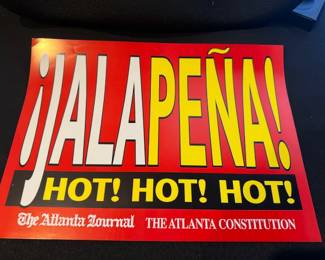 ¡JALAPEÑA!
HOT! HOT! HOT!
The Atlanta Journal THE ATLANTA CONSTITUTION